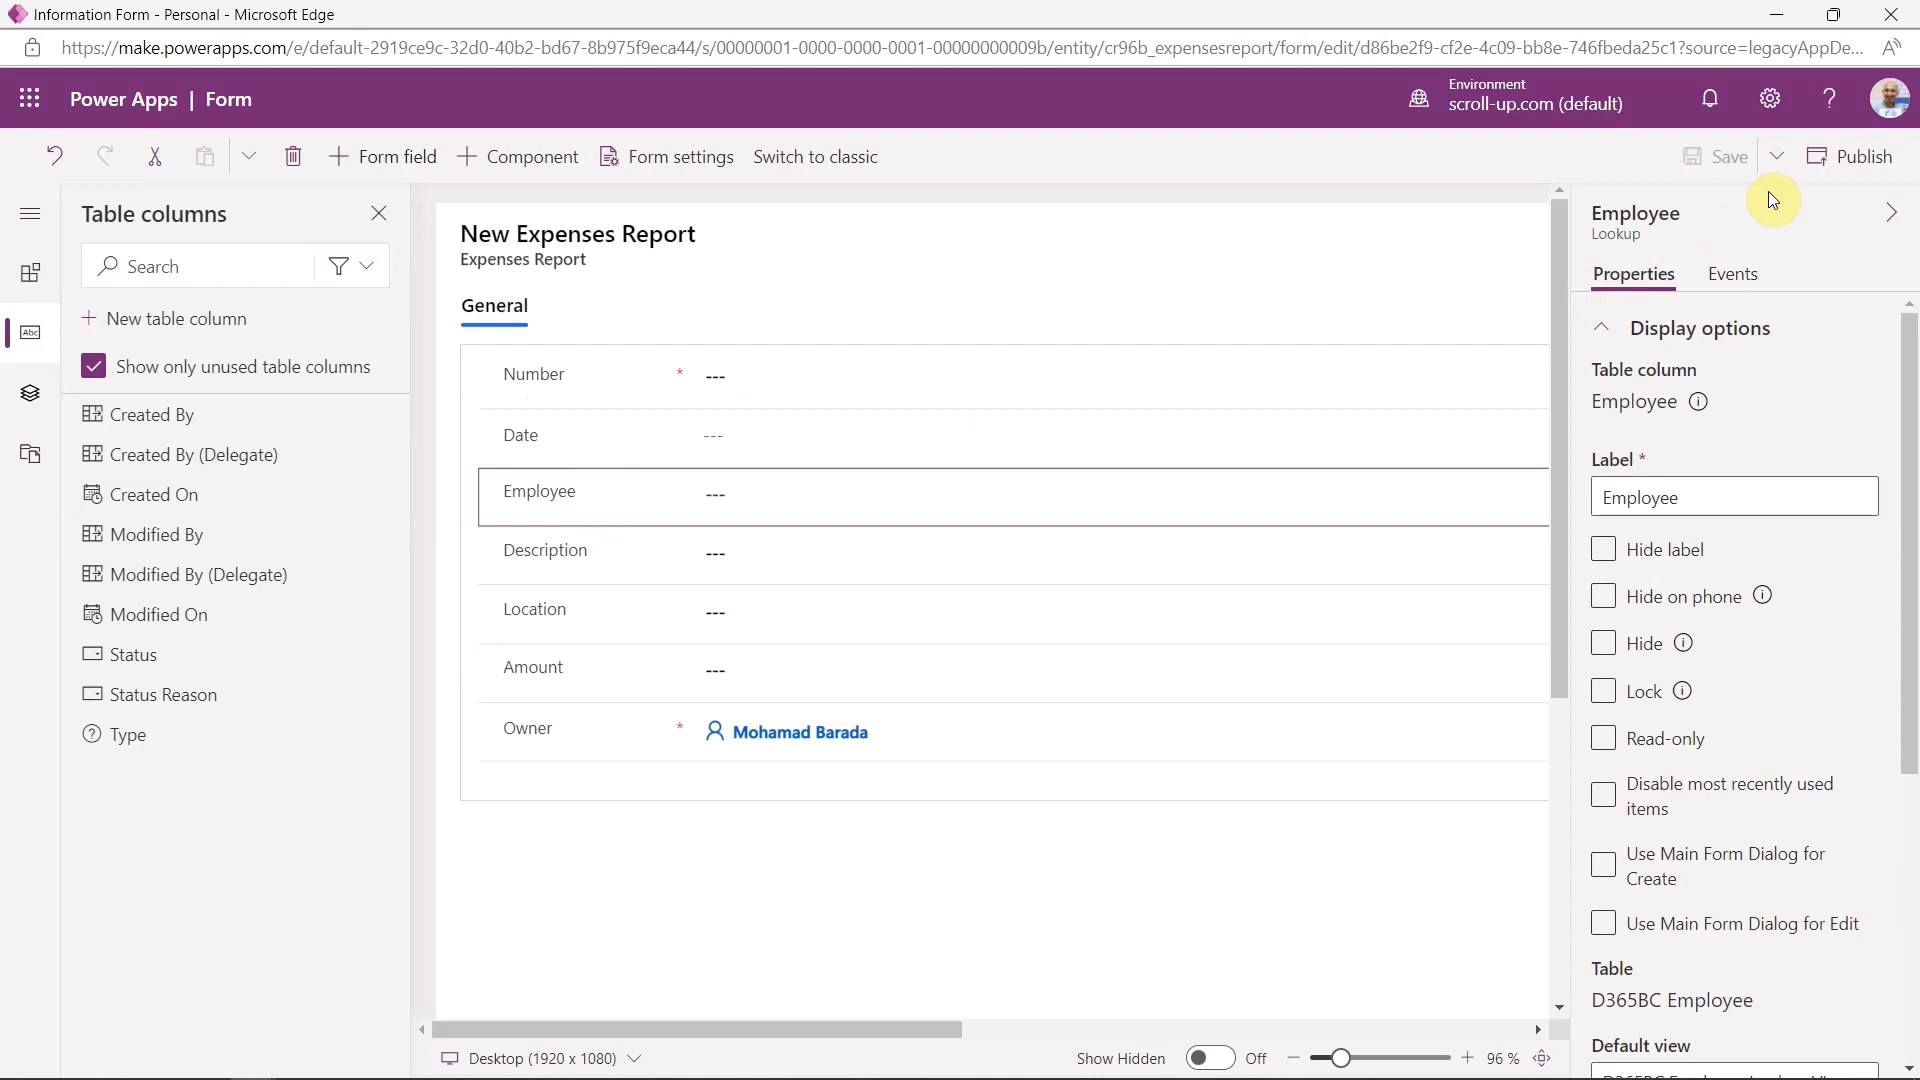 Information Form - Personal - Microsoft Edge
https://make.powerapps.com/e/default-2919ce9c-32d0-40b2-bd67-8b975f9eca44/s/00000001-0000-0000-0001-00000000009b/entity/cr96b_expensesreport/form/edit/d86be2f9-cf2e-4c09-bb8e-746fbeda25c1?source=legacyAppDe...
Power Apps | Form
Environment
scroll-up.com (default)
Form field
Component
Form settings
Switch to classic
Save
Publish
Table columns
Search
New table column
Show only unused table columns
Created By
Created By (Delegate)
Created On
Modified By
Modified By (Delegate)
Modified On
Status
Status Reason
Type
New Expenses Report
Expenses Report
General
Number * ---
Date ---
Employee ---
Description ---
Location ---
Amount ---
Owner * Mohamad Barada
Desktop (1920 x 1080)
Show Hidden Off
96 %
Employee
Lookup
Properties Events
Display options
Table column
Employee
Label *
Employee
Hide label
Hide on phone
Hide
Lock
Read-only
Disable most recently used
items
Use Main Form Dialog for
Create
Use Main Form Dialog for Edit
Table
D365BC Employee
Default view